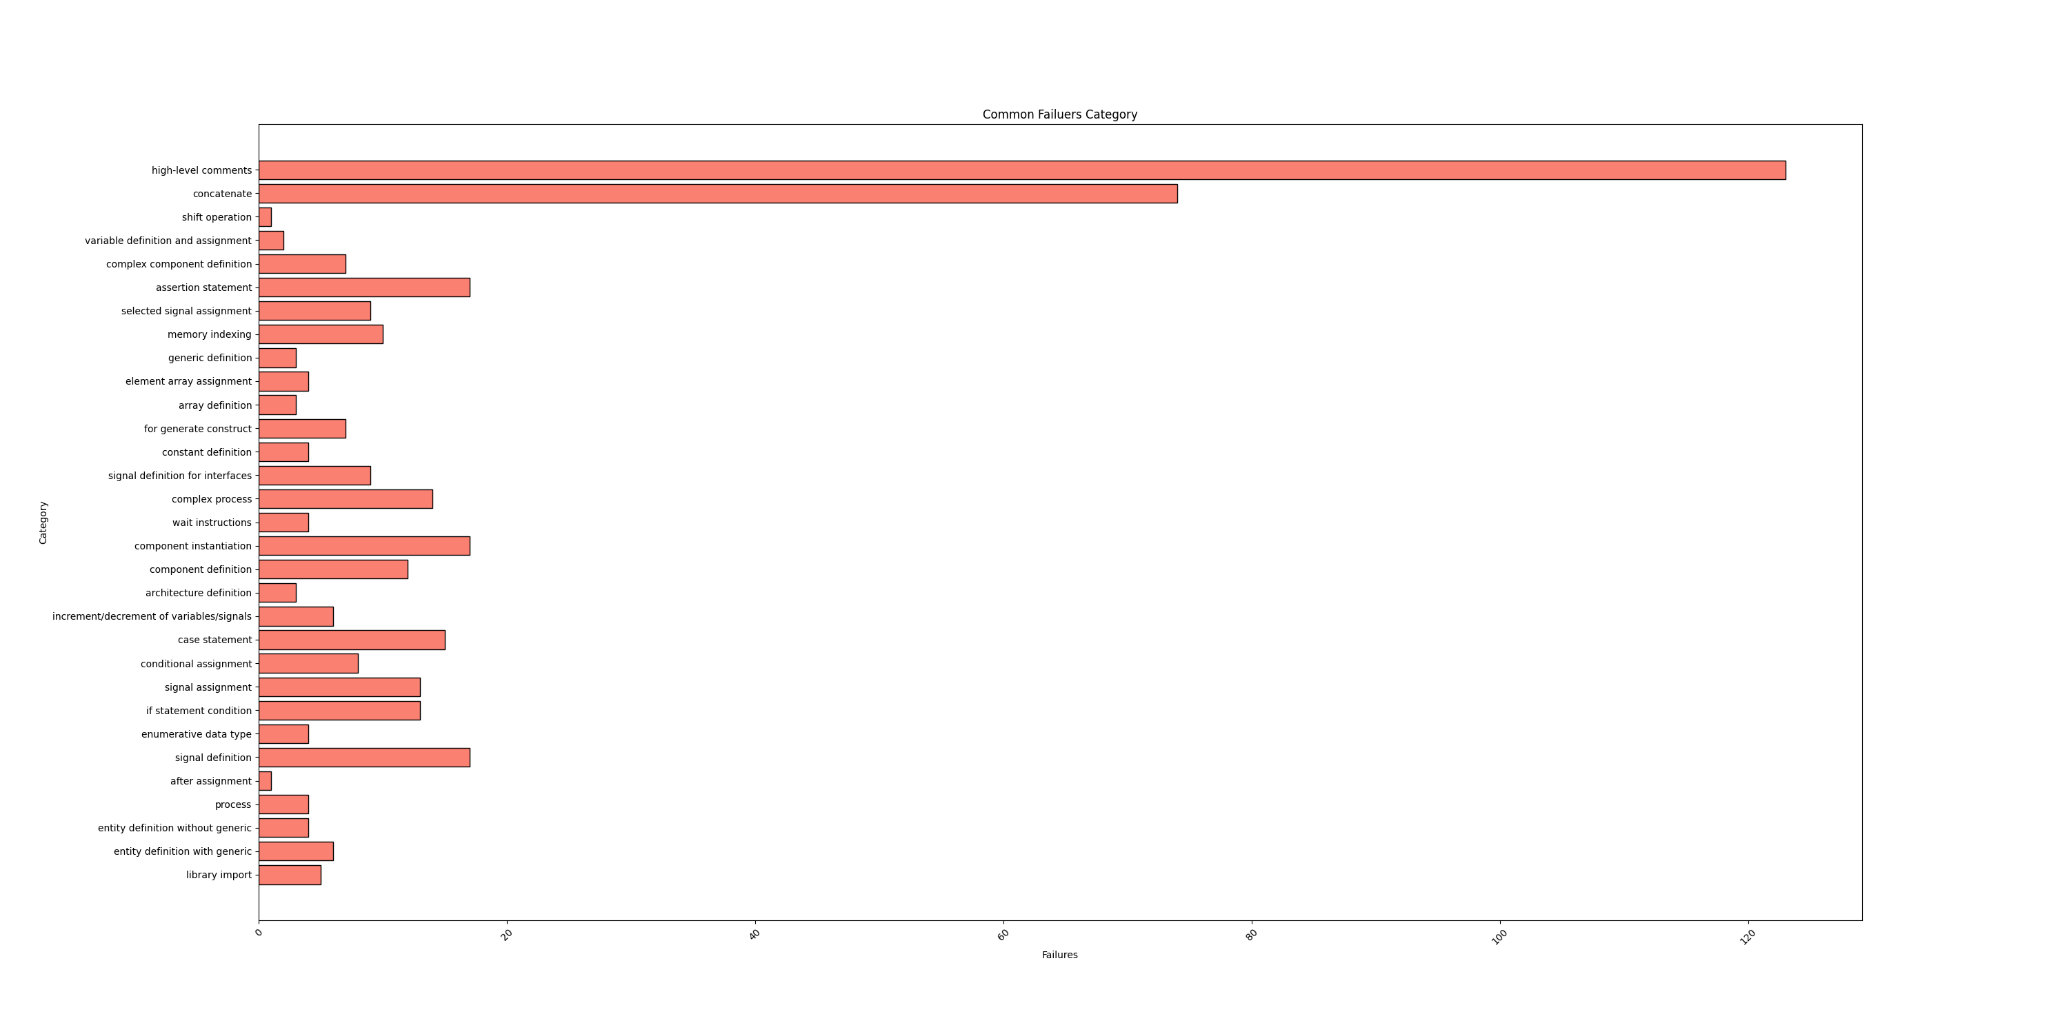 Common Failuers Category
high-level comments
concatenate
shift operation
variable definition and assignment
complex component definition
assertion statement
selected signal assignment
memory indexing
generic definition
element array assignment
array definition
for generate construct
constant definition
signal definition for interfaces
complex process
wait instructions
component instantiation
component definition
architecture definition
increment/decrement of variables/signals
case statement
conditional assignment
signal assignment
if statement condition
enumerative data type
signal definition
after assignment
process
entity definition without generic
entity definition with generic
library import
Category
0 20 40 60 80 100 120
Failures